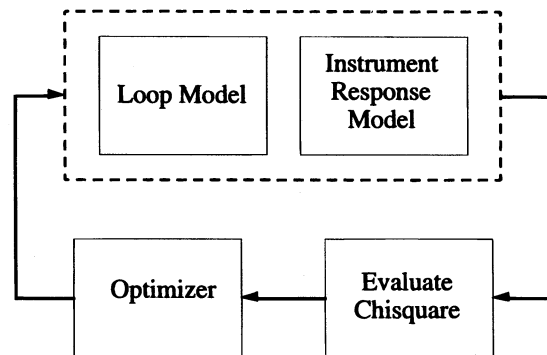 Loop Model
Instrument
Response
Model
Optimizer
Evaluate
Chisquare